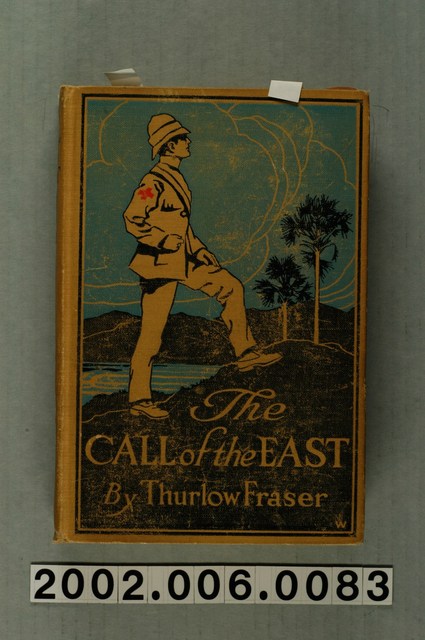 The
CALL of the EAST
By Thurlow Fraser
W
2002.006.0083